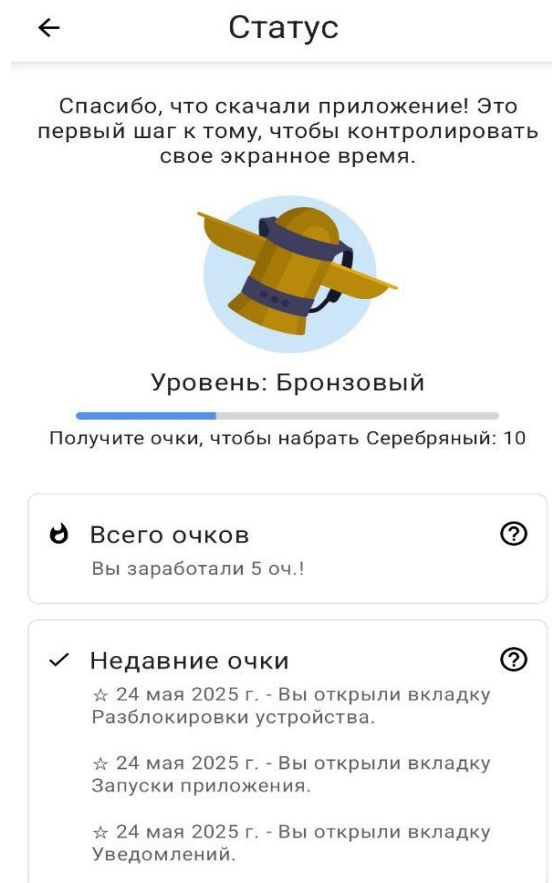 Статус
Спасибо, что скачали приложение! Это
первый шаг к тому, чтобы контролировать
свое экранное время.
Уровень: Бронзовый
Получите очки, чтобы набрать Серебряный: 10
Всего очков
Вы заработали 5 оч.!
Недавние очки
☆ 24 мая 2025 г. - Вы открыли вкладку
Разблокировки устройства.
☆ 24 мая 2025 г. - Вы открыли вкладку
Запуски приложения.
☆ 24 мая 2025 г. - Вы открыли вкладку
Уведомлений.